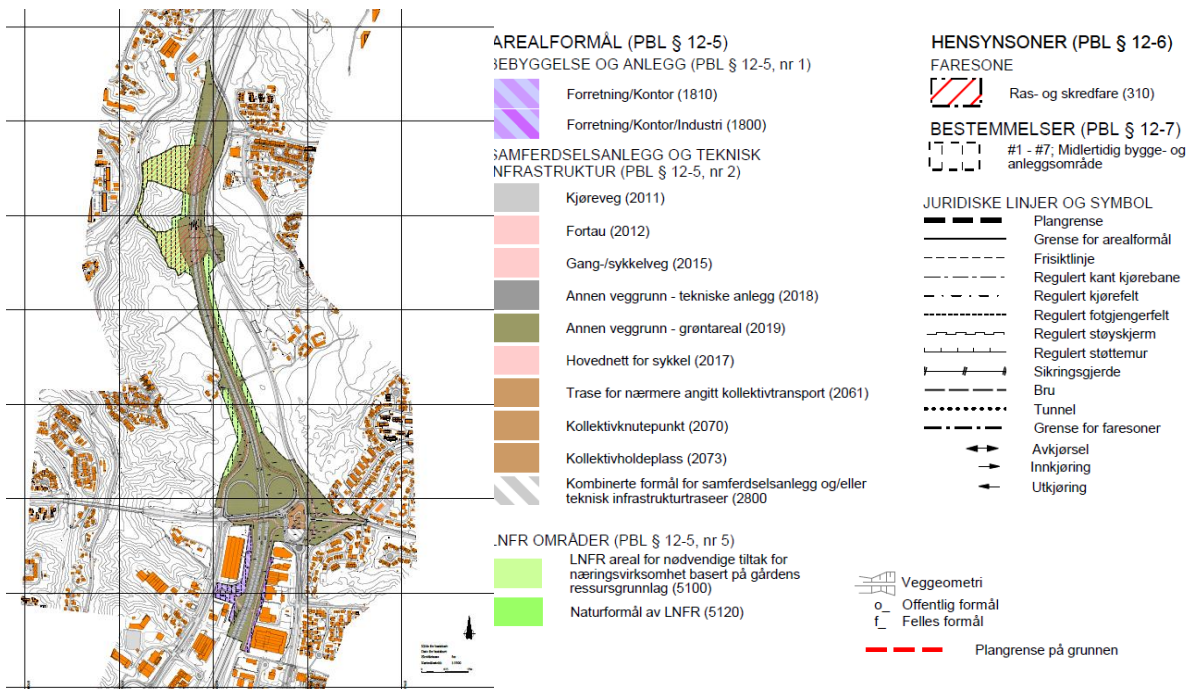 AREALFORMÅL (PBL § 12-5)
BEBYGGELSE OG ANLEGG (PBL § 12-5, nr 1)
Forretning/Kontor (1810)
Forretning/Kontor/Industri (1800)
SAMFERDSELSANLEGG OG TEKNISK
INFRASTRUKTUR (PBL § 12-5, nr 2)
Kjøreveg (2011)
Fortau (2012)
Gang-/sykkelveg (2015)
Annen veggrunn - tekniske anlegg (2018)
Annen veggrunn - grøntareal (2019)
Hovednett for sykkel (2017)
Trase for nærmere angitt kollektivtransport (2061)
Kollektivknutepunkt (2070)
Kollektivholdeplass (2073)
Kombinerte formål for samferdselsanlegg og/eller
teknisk infrastrukturtraseer (2800
LNFR OMRÅDER (PBL § 12-5, nr 5)
LNFR areal for nødvendige tiltak for
næringsvirksomhet basert på gårdens
ressursgrunnlag (5100)
Naturformål av LNFR (5120)
HENSYNSONER (PBL § 12-6)
FARESONE
Ras- og skredfare (310)
BESTEMMELSER (PBL § 12-7)
#1 - #7; Midlertidig bygge- og
anleggsområde
JURIDISKE LINJER OG SYMBOL
Plangrense
Grense for arealformål
Frisiktlinje
Regulert kant kjørebane
Regulert kjørefelt
Regulert fotgjengerfelt
Regulert støyskjerm
Regulert støttemur
Sikringsgjerde
Bru
Tunnel
Grense for faresoner
Avkjørsel
Innkjøring
Utkjøring
Veggeometri
o_ Offentlig formål
f_ Felles formål
Plangrense på grunnen